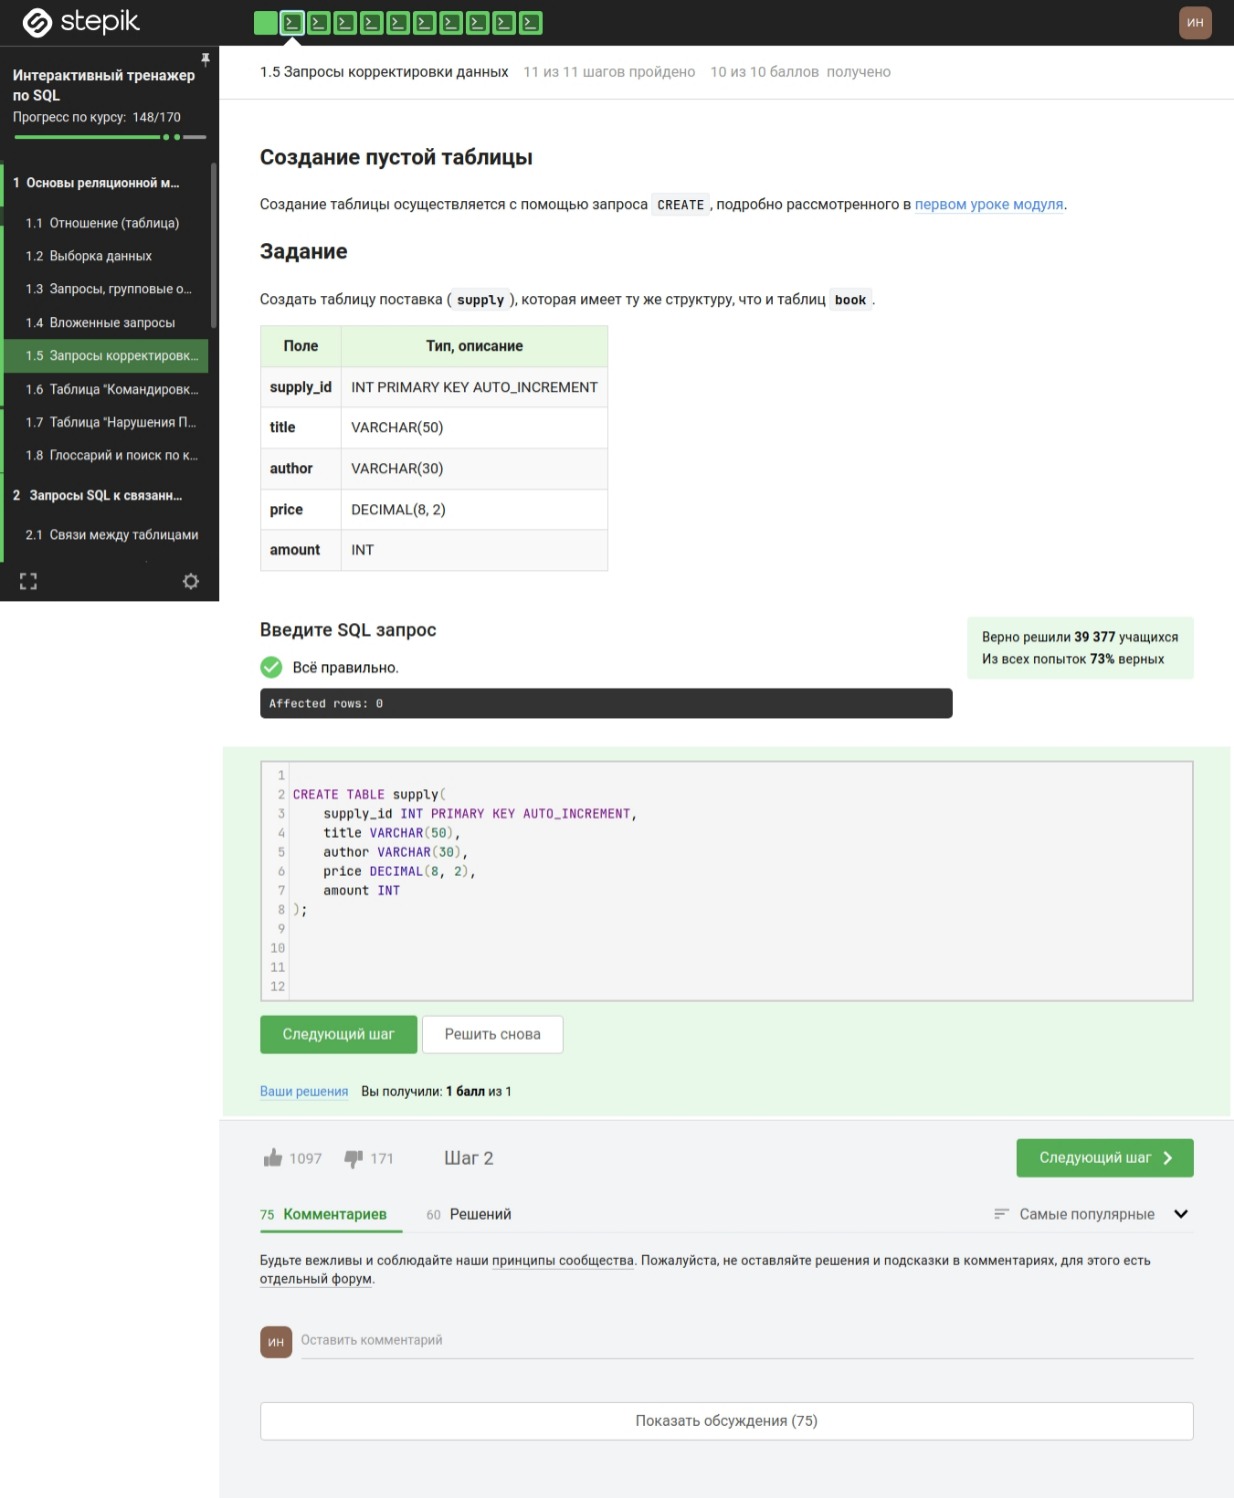 stepik
ИН
Интерактивный тренажер
по SQL
Прогресс по курсу: 148/170
1 Основы реляционной м...
1.1 Отношение (таблица)
1.2 Выборка данных
1.3 Запросы, групповые о...
1.4 Вложенные запросы
1.5 Запросы корректировк...
1.6 Таблица "Командировк...
1.7 Таблица "Нарушения П...
1.8 Глоссарий и поиск по к...
2 Запросы SQL к связанн...
2.1 Связи между таблицами
1.5 Запросы корректировки данных 11 из 11 шагов пройдено 10 из 10 баллов получено
Создание пустой таблицы
Создание таблицы осуществляется с помощью запроса CREATE, подробно рассмотренного в первом уроке модуля.
Задание
Создать таблицу поставка (supply), которая имеет ту же структуру, что и таблиц book.
Поле Тип, описание
supply_id INT PRIMARY KEY AUTO_INCREMENT
title VARCHAR(50)
author VARCHAR(30)
price DECIMAL(8, 2)
amount INT
Введите SQL запрос
Всё правильно.
Affected rows: 0
Верно решили 39 377 учащихся
Из всех попыток 73% верных
1
2 CREATE TABLE supply(
3 supply_id INT PRIMARY KEY AUTO_INCREMENT,
4 title VARCHAR(50),
5 author VARCHAR(30),
6 price DECIMAL(8, 2),
7 amount INT
8 );
9
10
11
12
Следующий шаг Решить снова
Ваши решения Вы получили: 1 балл из 1
1097 171 Шаг 2 Следующий шаг
75 Комментариев 60 Решений Самые популярные
Будьте вежливы и соблюдайте наши принципы сообщества. Пожалуйста, не оставляйте решения и подсказки в комментариях, для этого есть
отдельный форум.
ИН Оставить комментарий
Показать обсуждения (75)